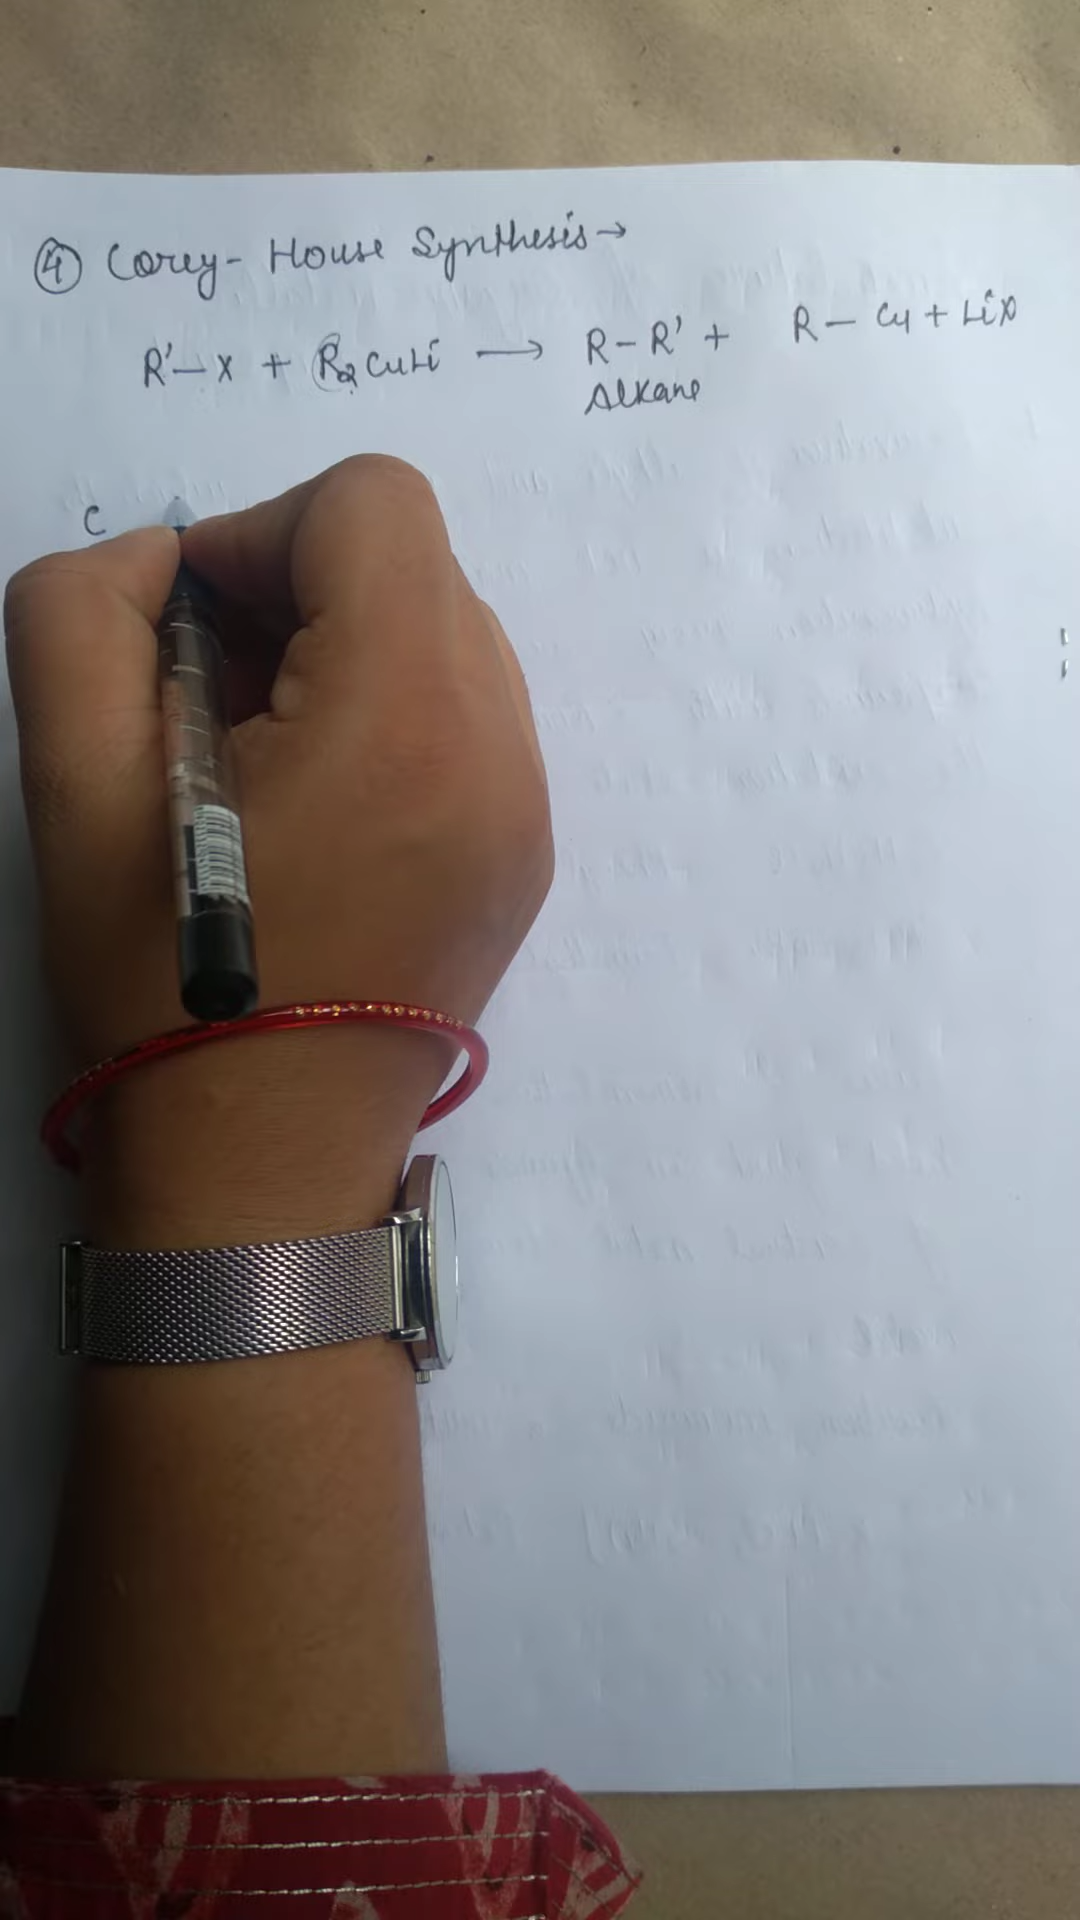 ④ Corey- House Synthesis→
R'—X + R₂CuLi ⟶ R-R' + R— Cu + LiX
Alkane
C